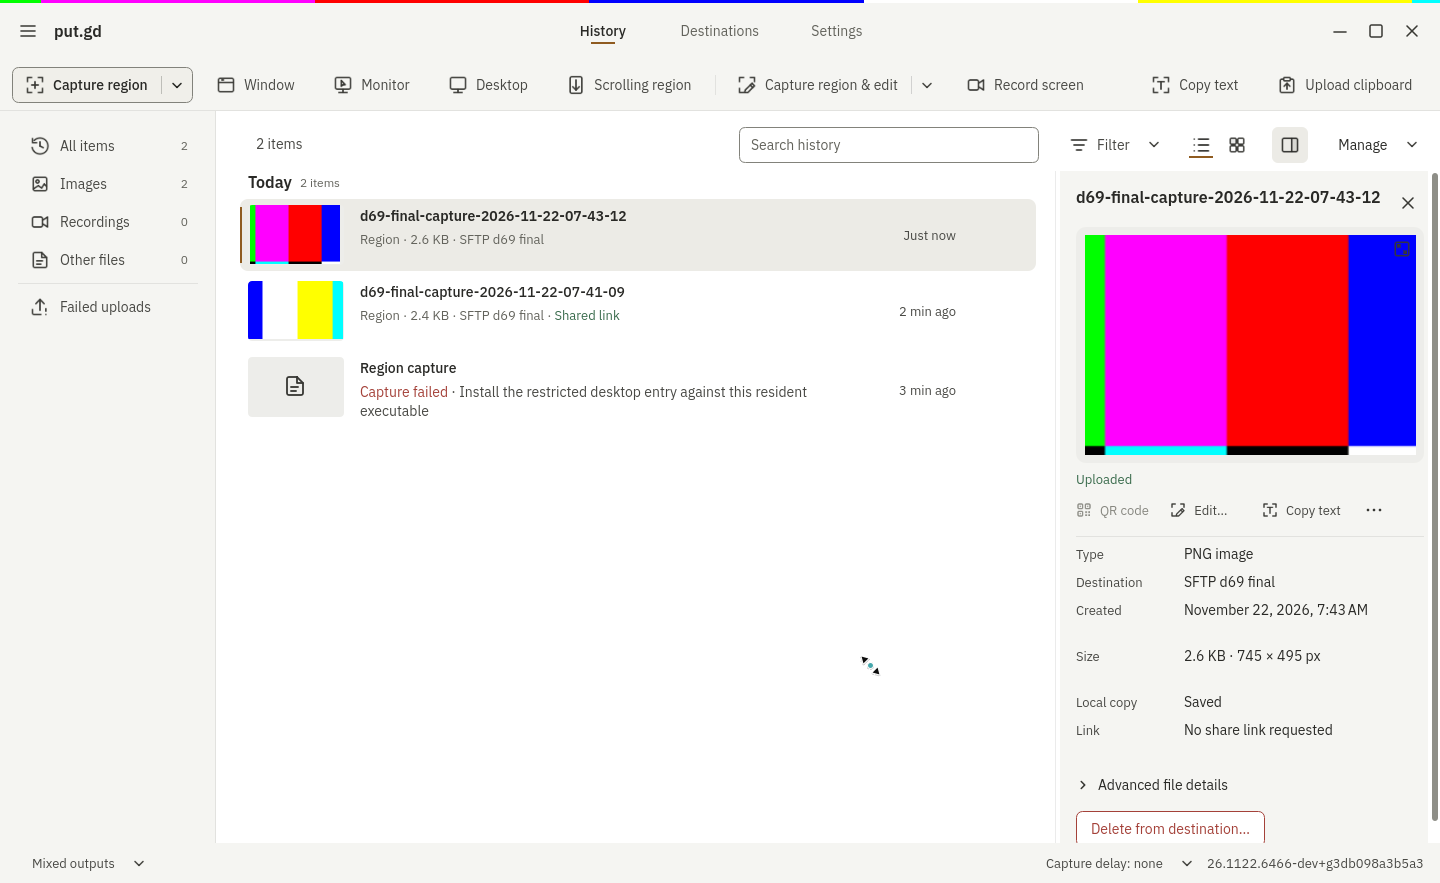 put.gd
History
Destinations
Settings
Capture region
Window
Monitor
Desktop
Scrolling region
Capture region & edit
Record screen
Copy text
Upload clipboard
All items 2
Images 2
Recordings 0
Other files 0
Failed uploads
2 items
Search history
Filter
Manage
Today 2 items
d69-final-capture-2026-11-22-07-43-12
Region · 2.6 KB · SFTP d69 final
Just now
d69-final-capture-2026-11-22-07-41-09
Region · 2.4 KB · SFTP d69 final · Shared link
2 min ago
Region capture
Capture failed · Install the restricted desktop entry against this resident
executable
3 min ago
d69-final-capture-2026-11-22-07-43-12
Uploaded
QR code
Edit...
Copy text
Type PNG image
Destination SFTP d69 final
Created November 22, 2026, 7:43 AM
Size 2.6 KB · 745 × 495 px
Local copy Saved
Link No share link requested
Advanced file details
Delete from destination...
Mixed outputs
Capture delay: none
26.1122.6466-dev+g3db098a3b5a3